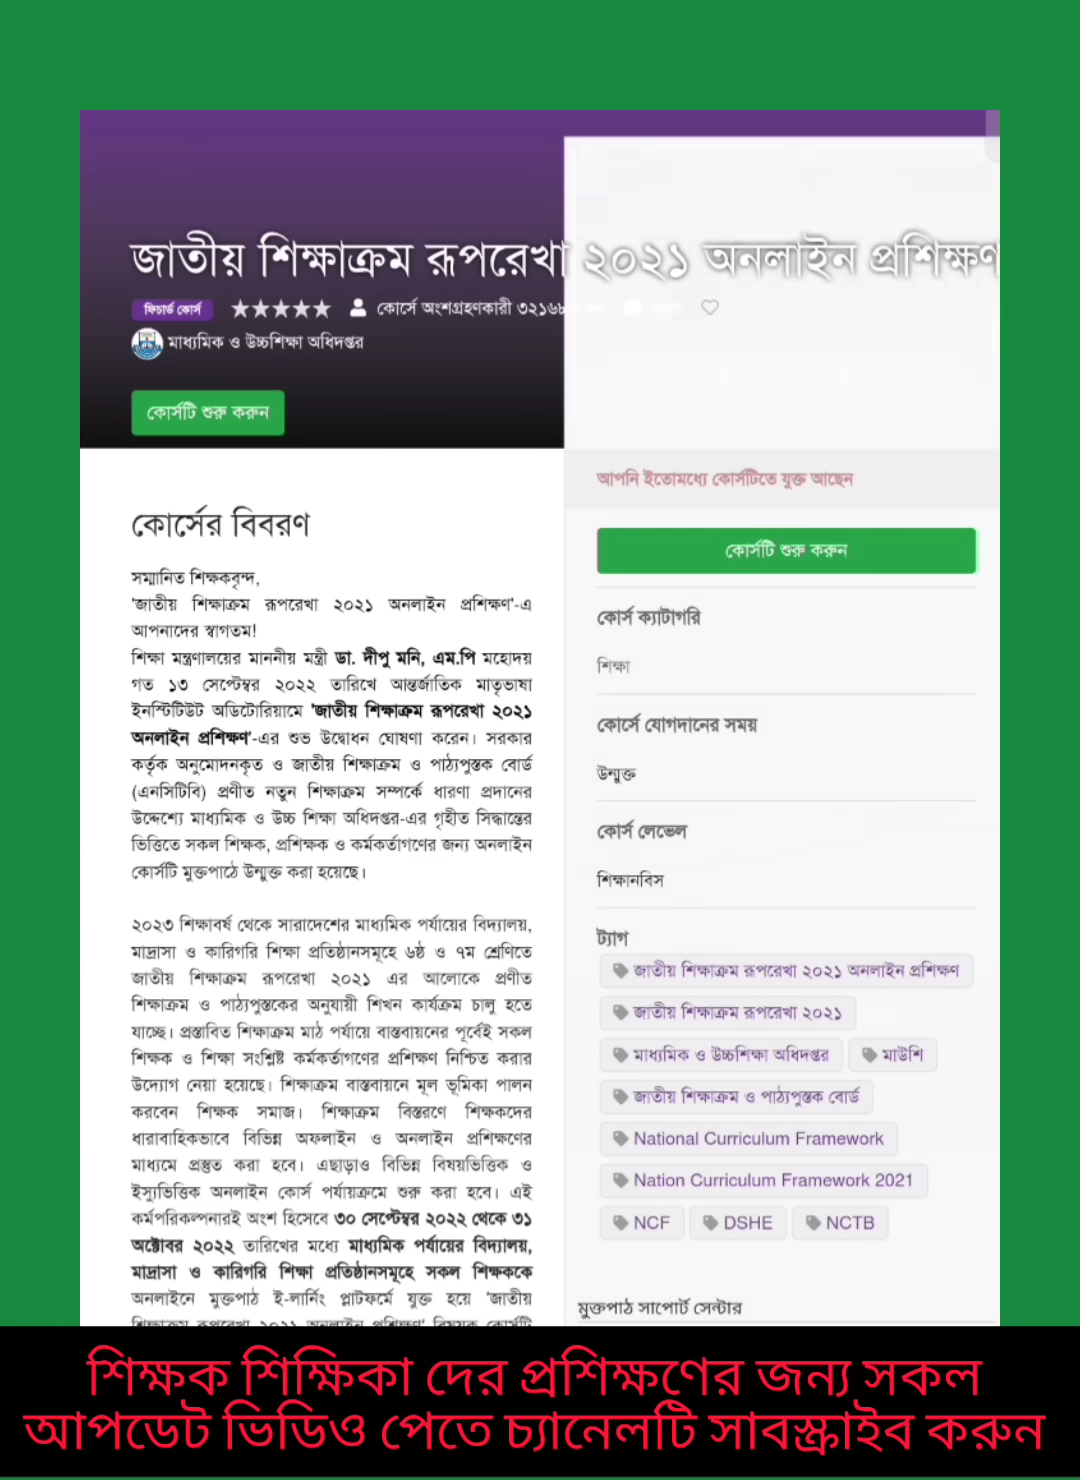 জাতীয় শিক্ষাক্রম রূপরেখা ২০২১ অনলাইন প্রশিক্ষণ
ফিচার্ড কোর্স কোর্সে অংশগ্রহণকারী ৩২১৬৮
মাধ্যমিক ও উচ্চশিক্ষা অধিদপ্তর
কোর্সটি শুরু করুন
কোর্সের বিবরণ
সম্মানিত শিক্ষকবৃন্দ,
'জাতীয় শিক্ষাক্রম রূপরেখা ২০২১ অনলাইন প্রশিক্ষণ'-এ
আপনাদের স্বাগতম!
শিক্ষা মন্ত্রণালয়ের মাননীয় মন্ত্রী ডা. দীপু মনি, এম.পি মহোদয়
গত ১৩ সেপ্টেম্বর ২০২২ তারিখে আন্তর্জাতিক মাতৃভাষা
ইনস্টিটিউট অডিটোরিয়ামে 'জাতীয় শিক্ষাক্রম রূপরেখা ২০২১
অনলাইন প্রশিক্ষণ'-এর শুভ উদ্বোধন ঘোষণা করেন। সরকার
কর্তৃক অনুমোদনকৃত ও জাতীয় শিক্ষাক্রম ও পাঠ্যপুস্তক বোর্ড
(এনসিটিবি) প্রণীত নতুন শিক্ষাক্রম সম্পর্কে ধারণা প্রদানের
উদ্দেশ্যে মাধ্যমিক ও উচ্চ শিক্ষা অধিদপ্তর-এর গৃহীত সিদ্ধান্তের
ভিত্তিতে সকল শিক্ষক, প্রশিক্ষক ও কর্মকর্তাগণের জন্য অনলাইন
কোর্সটি মুক্তপাঠে উন্মুক্ত করা হয়েছে।
২০২৩ শিক্ষাবর্ষ থেকে সারাদেশের মাধ্যমিক পর্যায়ের বিদ্যালয়,
মাদ্রাসা ও কারিগরি শিক্ষা প্রতিষ্ঠানসমূহে ৬ষ্ঠ ও ৭ম শ্রেণিতে
জাতীয় শিক্ষাক্রম রূপরেখা ২০২১ এর আলোকে প্রণীত
শিক্ষাক্রম ও পাঠ্যপুস্তকের অনুযায়ী শিখন কার্যক্রম চালু হতে
যাচ্ছে। প্রস্তাবিত শিক্ষাক্রম মাঠ পর্যায়ে বাস্তবায়নের পূর্বেই সকল
শিক্ষক ও শিক্ষা সংশ্লিষ্ট কর্মকর্তাগণের প্রশিক্ষণ নিশ্চিত করার
উদ্যোগ নেয়া হয়েছে। শিক্ষাক্রম বাস্তবায়নে মূল ভূমিকা পালন
করবেন শিক্ষক সমাজ। শিক্ষাক্রম বিস্তরণে শিক্ষকদের
ধারাবাহিকভাবে বিভিন্ন অফলাইন ও অনলাইন প্রশিক্ষণের
মাধ্যমে প্রস্তুত করা হবে। এছাড়াও বিভিন্ন বিষয়ভিত্তিক ও
ইস্যুভিত্তিক অনলাইন কোর্স পর্যায়ক্রমে শুরু করা হবে। এই
কর্মপরিকল্পনারই অংশ হিসেবে ৩০ সেপ্টেম্বর ২০২২ থেকে ৩১
অক্টোবর ২০২২ তারিখের মধ্যে মাধ্যমিক পর্যায়ের বিদ্যালয়,
মাদ্রাসা ও কারিগরি শিক্ষা প্রতিষ্ঠানসমূহে সকল শিক্ষককে
অনলাইনে মুক্তপাঠ ই-লার্নিং প্লাটফর্মে যুক্ত হয়ে 'জাতীয়
শিক্ষাক্রম রূপরেখা ২০২১ অনলাইন প্রশিক্ষণ' বিষয়ক কোর্সটি
আপনি ইতোমধ্যে কোর্সটিতে যুক্ত আছেন
কোর্সটি শুরু করুন
কোর্স ক্যাটাগরি
শিক্ষা
কোর্সে যোগদানের সময়
উন্মুক্ত
কোর্স লেভেল
শিক্ষানবিস
ট্যাগ
জাতীয় শিক্ষাক্রম রূপরেখা ২০২১ অনলাইন প্রশিক্ষণ
জাতীয় শিক্ষাক্রম রূপরেখা ২০২১
মাধ্যমিক ও উচ্চশিক্ষা অধিদপ্তর মাউশি
জাতীয় শিক্ষাক্রম ও পাঠ্যপুস্তক বোর্ড
National Curriculum Framework
Nation Curriculum Framework 2021
NCF DSHE NCTB
মুক্তপাঠ সাপোর্ট সেন্টার
শিক্ষক শিক্ষিকা দের প্রশিক্ষণের জন্য সকল
আপডেট ভিডিও পেতে চ্যানেলটি সাবস্ক্রাইব করুন